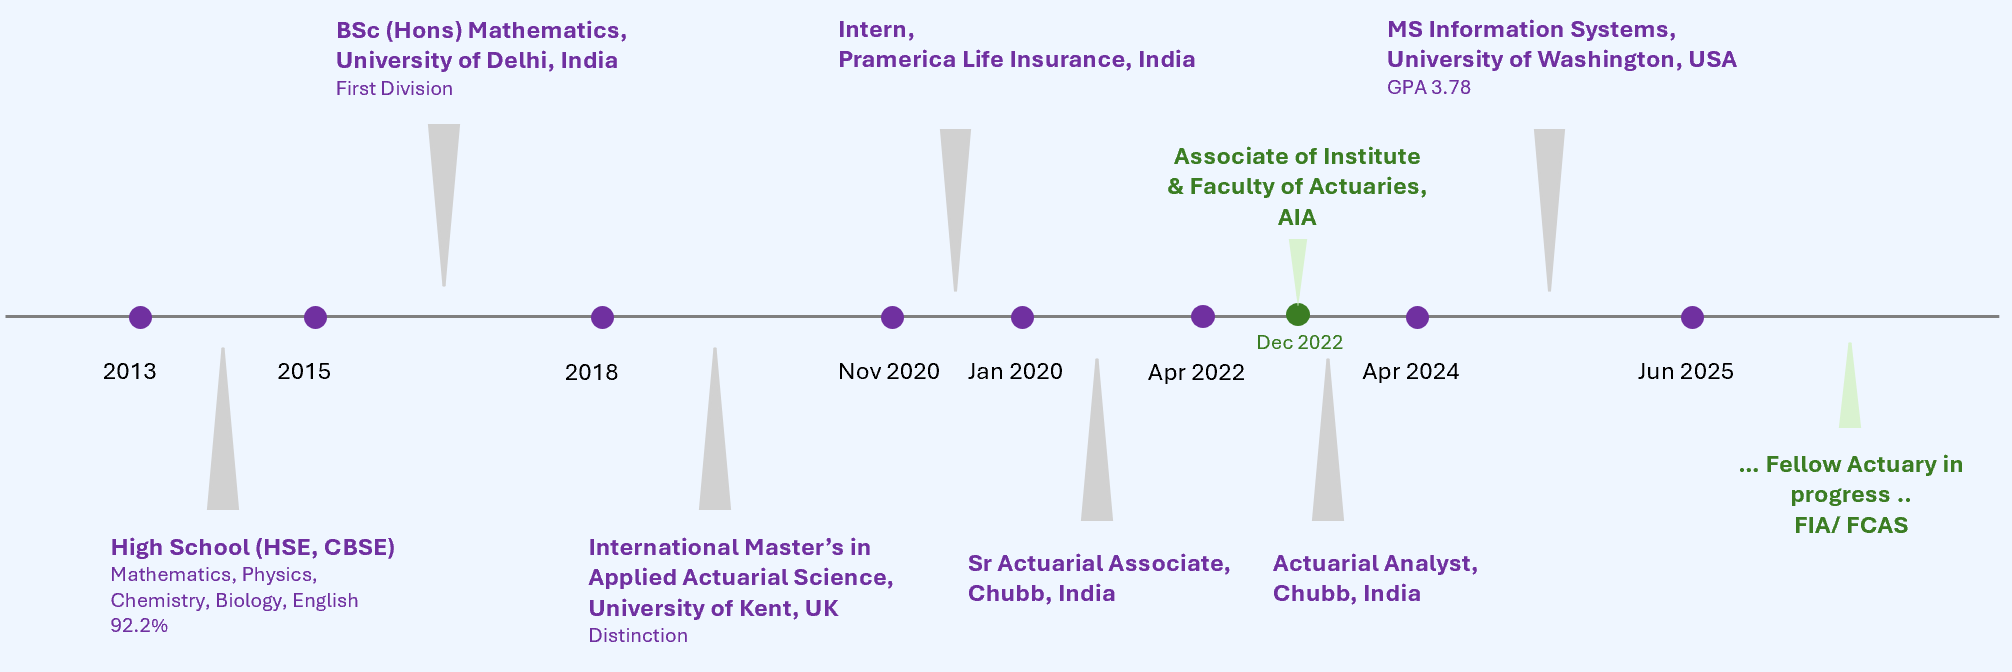 BSc (Hons) Mathematics,
University of Delhi, India
First Division
Intern,
Pramerica Life Insurance, India
MS Information Systems,
University of Washington, USA
GPA 3.78
Associate of Institute
& Faculty of Actuaries,
AIA
Dec 2022
2013
2015
2018
Nov 2020
Jan 2020
Apr 2022
Apr 2024
Jun 2025
... Fellow Actuary in
progress ..
FIA/ FCAS
High School (HSE, CBSE)
Mathematics, Physics,
Chemistry, Biology, English
92.2%
International Master’s in
Applied Actuarial Science,
University of Kent, UK
Distinction
Sr Actuarial Associate,
Chubb, India
Actuarial Analyst,
Chubb, India